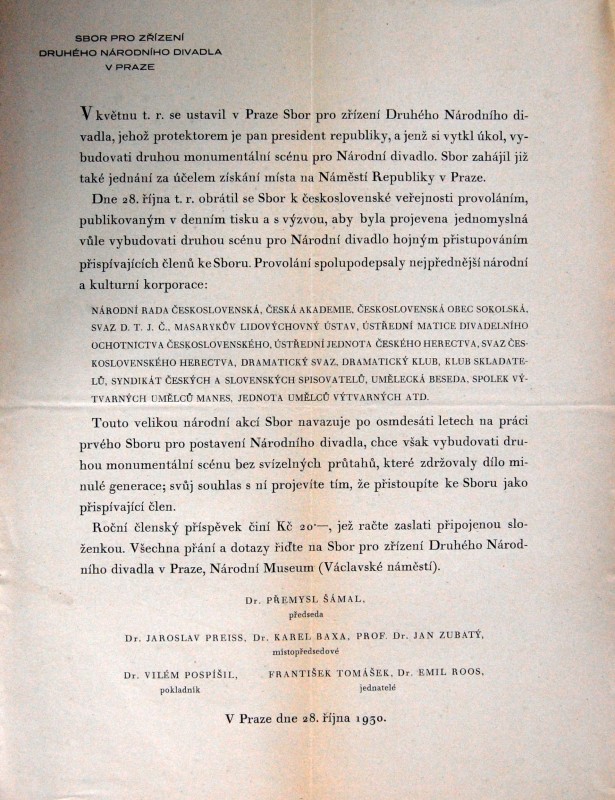 SBOR PRO ZŘÍZENÍ
DRUHÉHO NÁRODNÍHO DIVADLA
V PRAZE
V květnu t. r. se ustavil v Praze Sbor pro zřízení Druhého Národního di-
vadla, jehož protektorem je pan president republiky, a jenž si vytkl úkol, vy-
budovati druhou monumentální scénu pro Národní divadlo. Sbor zahájil již
také jednání za účelem získání místa na Náměstí Republiky v Praze.
Dne 28. října t. r. obrátil se Sbor k československé veřejnosti provoláním,
publikovaným v denním tisku a s výzvou, aby byla projevena jednomyslná
vůle vybudovati druhou scénu pro Národní divadlo hojným přistupováním
přispívajících členů ke Sboru. Provolání spolupodepsaly nejpřednější národní
a kulturní korporace:
NÁRODNÍ RADA ČESKOSLOVENSKÁ, ČESKÁ AKADEMIE, ČESKOSLOVENSKÁ OBEC SOKOLSKÁ,
SVAZ D. T. J. Č., MASARYKŮV LIDOVÝCHOVNÝ ÚSTAV, ÚSTŘEDNÍ MATICE DIVADELNÍHO
OCHOTNICTVA ČESKOSLOVENSKÉHO, ÚSTŘEDNÍ JEDNOTA ČESKÉHO HERECTVA, SVAZ ČES-
KOSLOVENSKÉHO HERECTVA, DRAMATICKÝ SVAZ, DRAMATICKÝ KLUB, KLUB SKLADATE-
LŮ, SYNDIKÁT ČESKÝCH A SLOVENSKÝCH SPISOVATELŮ, UMĚLECKÁ BESEDA, SPOLEK VÝ-
TVARNÝCH UMĚLCŮ MANES, JEDNOTA UMĚLCŮ VÝTVARNÝCH ATD.
Touto velikou národní akcí Sbor navazuje po osmdesáti letech na práci
prvého Sboru pro postavení Národního divadla, chce však vybudovati dru-
hou monumentální scénu bez svízelných průtahů, které zdržovaly dílo mi-
nulé generace; svůj souhlas s ní projevíte tím, že přistoupíte ke Sboru jako
přispívající člen.
Roční členský příspěvek činí Kč 20·—, jež račte zaslati připojenou slo-
ženkou. Všechna přání a dotazy řiďte na Sbor pro zřízení Druhého Národ-
ního divadla v Praze, Národní Museum (Václavské náměstí).
Dr. PŘEMYSL ŠÁMAL,
předseda
Dr. JAROSLAV PREISS, Dr. KAREL BAXA, PROF. Dr. JAN ZUBATÝ,
místopředsedové
Dr. VILÉM POSPÍŠIL, FRANTIŠEK TOMÁŠEK, Dr. EMIL ROOS,
pokladník jednatelé
V Praze dne 28. října 1930.